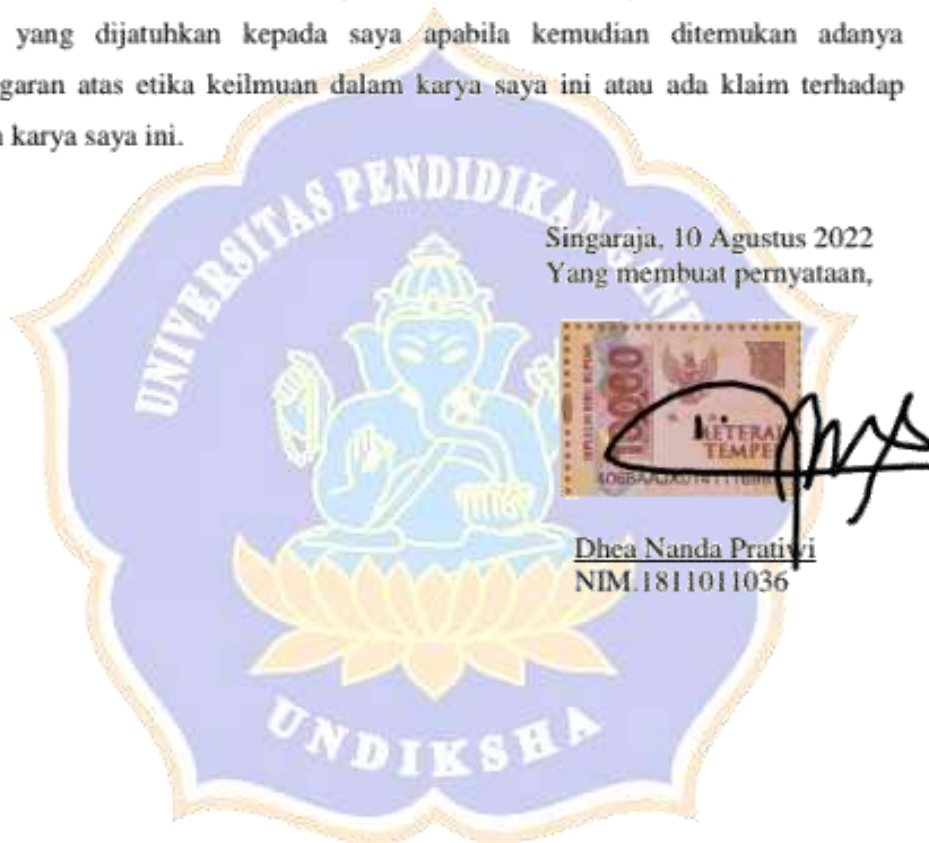 yang dijatuhkan kepada saya apabila kemudian ditemukan adanya
garan atas etika keilmuan dalam karya saya ini atau ada klaim terhadap
karya saya ini.
UNIVERSITAS PENDIDIKAN
Singaraja, 10 Agustus 2022
Yang membuat pernyataan,
10000
METERAI
TEMPEL
Dhea Nanda Pratiwi
NIM.1811011036
UNDIKSHA